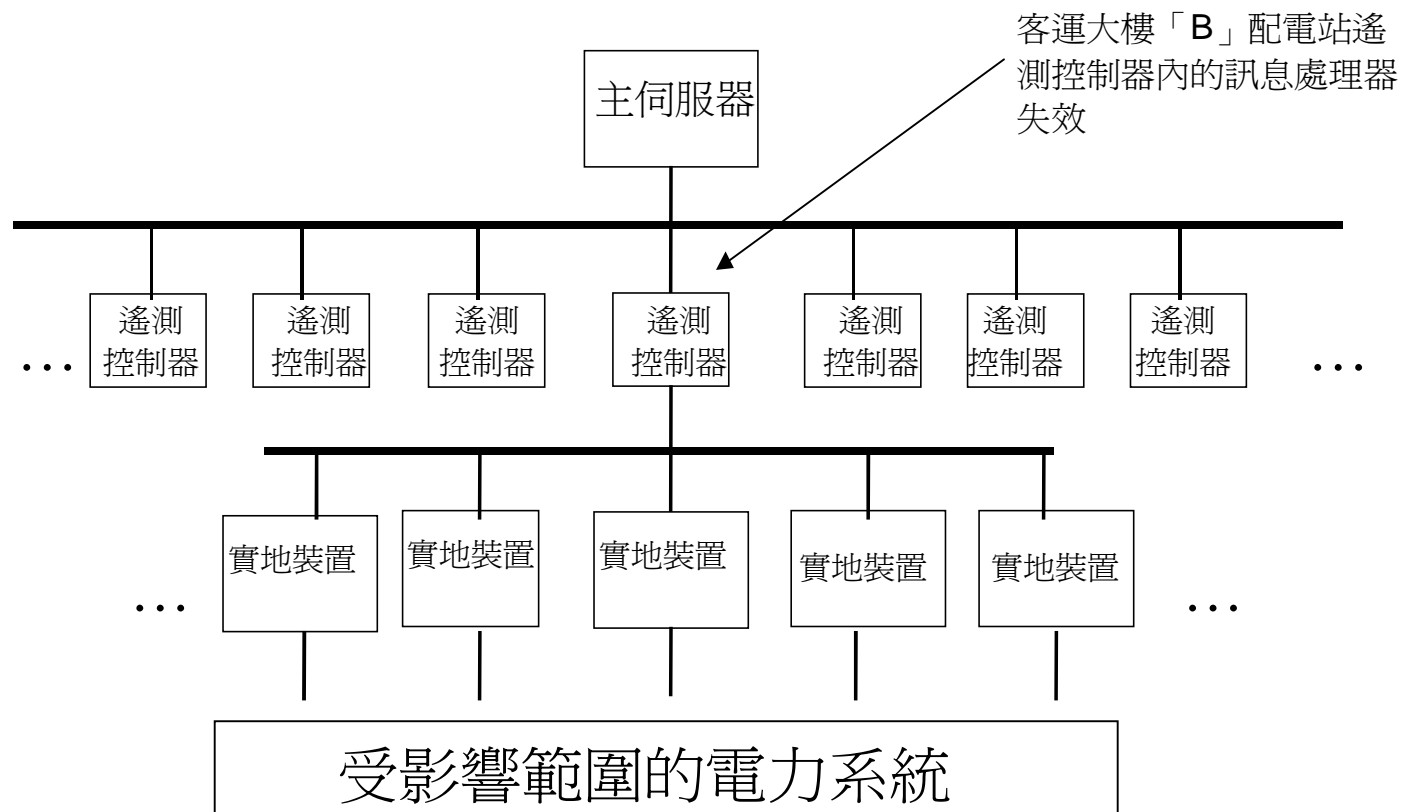 客運大樓「B」配電站遙
測控制器內的訊息處理器
失效
主伺服器
遙測
控制器
遙測
控制器
遙測
控制器
遙測
控制器
遙測
控制器
遙測
控制器
遙測
控制器
…
…
實地裝置
實地裝置
實地裝置
實地裝置
實地裝置
…
…
受影響範圍的電力系統